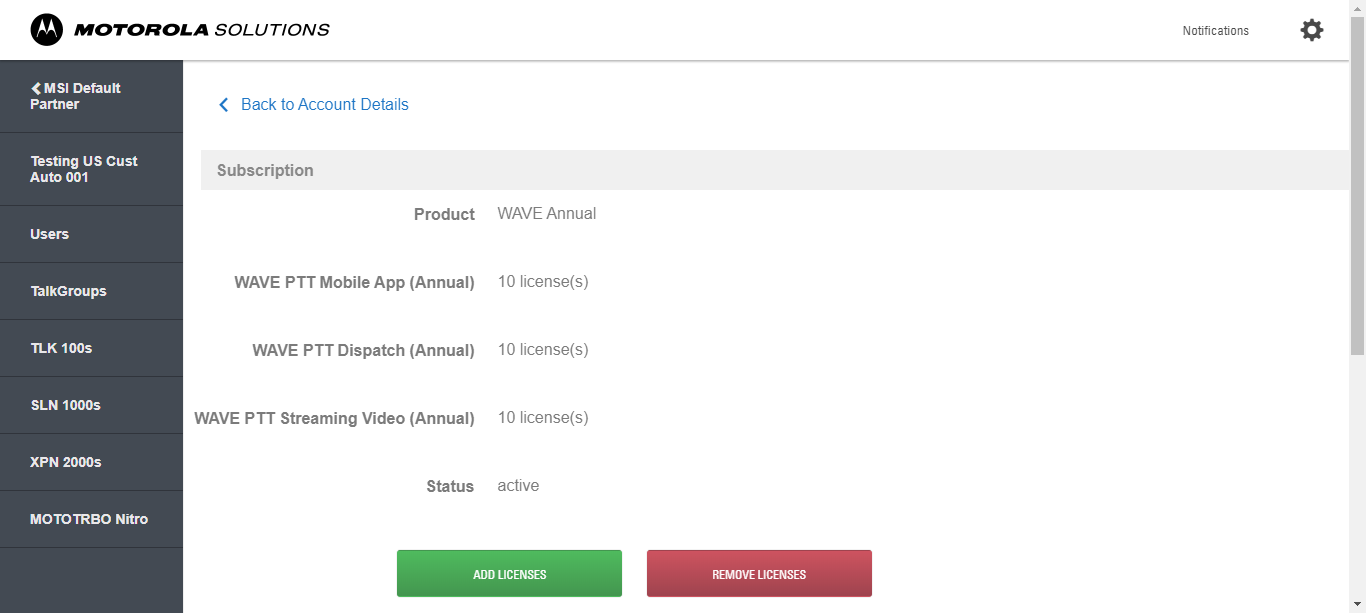 MOTOROLA SOLUTIONS
Notifications
MSI Default
Partner
Testing US Cust
Auto 001
Users
TalkGroups
TLK 100s
SLN 1000s
XPN 2000s
MOTOTRBO Nitro
Back to Account Details
Subscription
Product WAVE Annual
WAVE PTT Mobile App (Annual) 10 license(s)
WAVE PTT Dispatch (Annual) 10 license(s)
WAVE PTT Streaming Video (Annual) 10 license(s)
Status active
ADD LICENSES REMOVE LICENSES